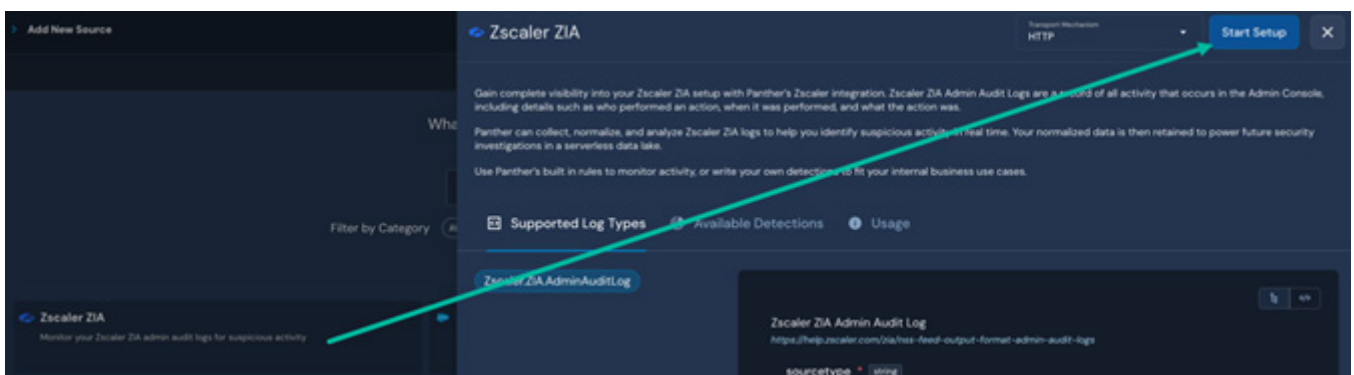 Add New Source
Zscaler ZIA
Transport Mechanism
HTTP
Start Setup
Gain complete visibility into your Zscaler ZIA setup with Panther's Zscaler integration. Zscaler ZIA Admin Audit Logs are a record of all activity that occurs in the Admin Console,
including details such as who performed an action, when it was performed, and what the action was.
Panther can collect, normalize, and analyze Zscaler ZIA logs to help you identify suspicious activity in real time. Your normalized data is then retained to power future security
investigations in a serverless data lake.
Use Panther's built in rules to monitor activity, or write your own detections to fit your internal business use cases.
Filter by Category
Supported Log Types
Available Detections
Usage
Zscaler.ZIA.AdminAuditLog
Zscaler ZIA
Monitor your Zscaler ZIA admin audit logs for suspicious activity
Zscaler ZIA Admin Audit Log
https://help.zscaler.com/zia/nss-feed-output-format-admin-audit-logs
sourcetype * string